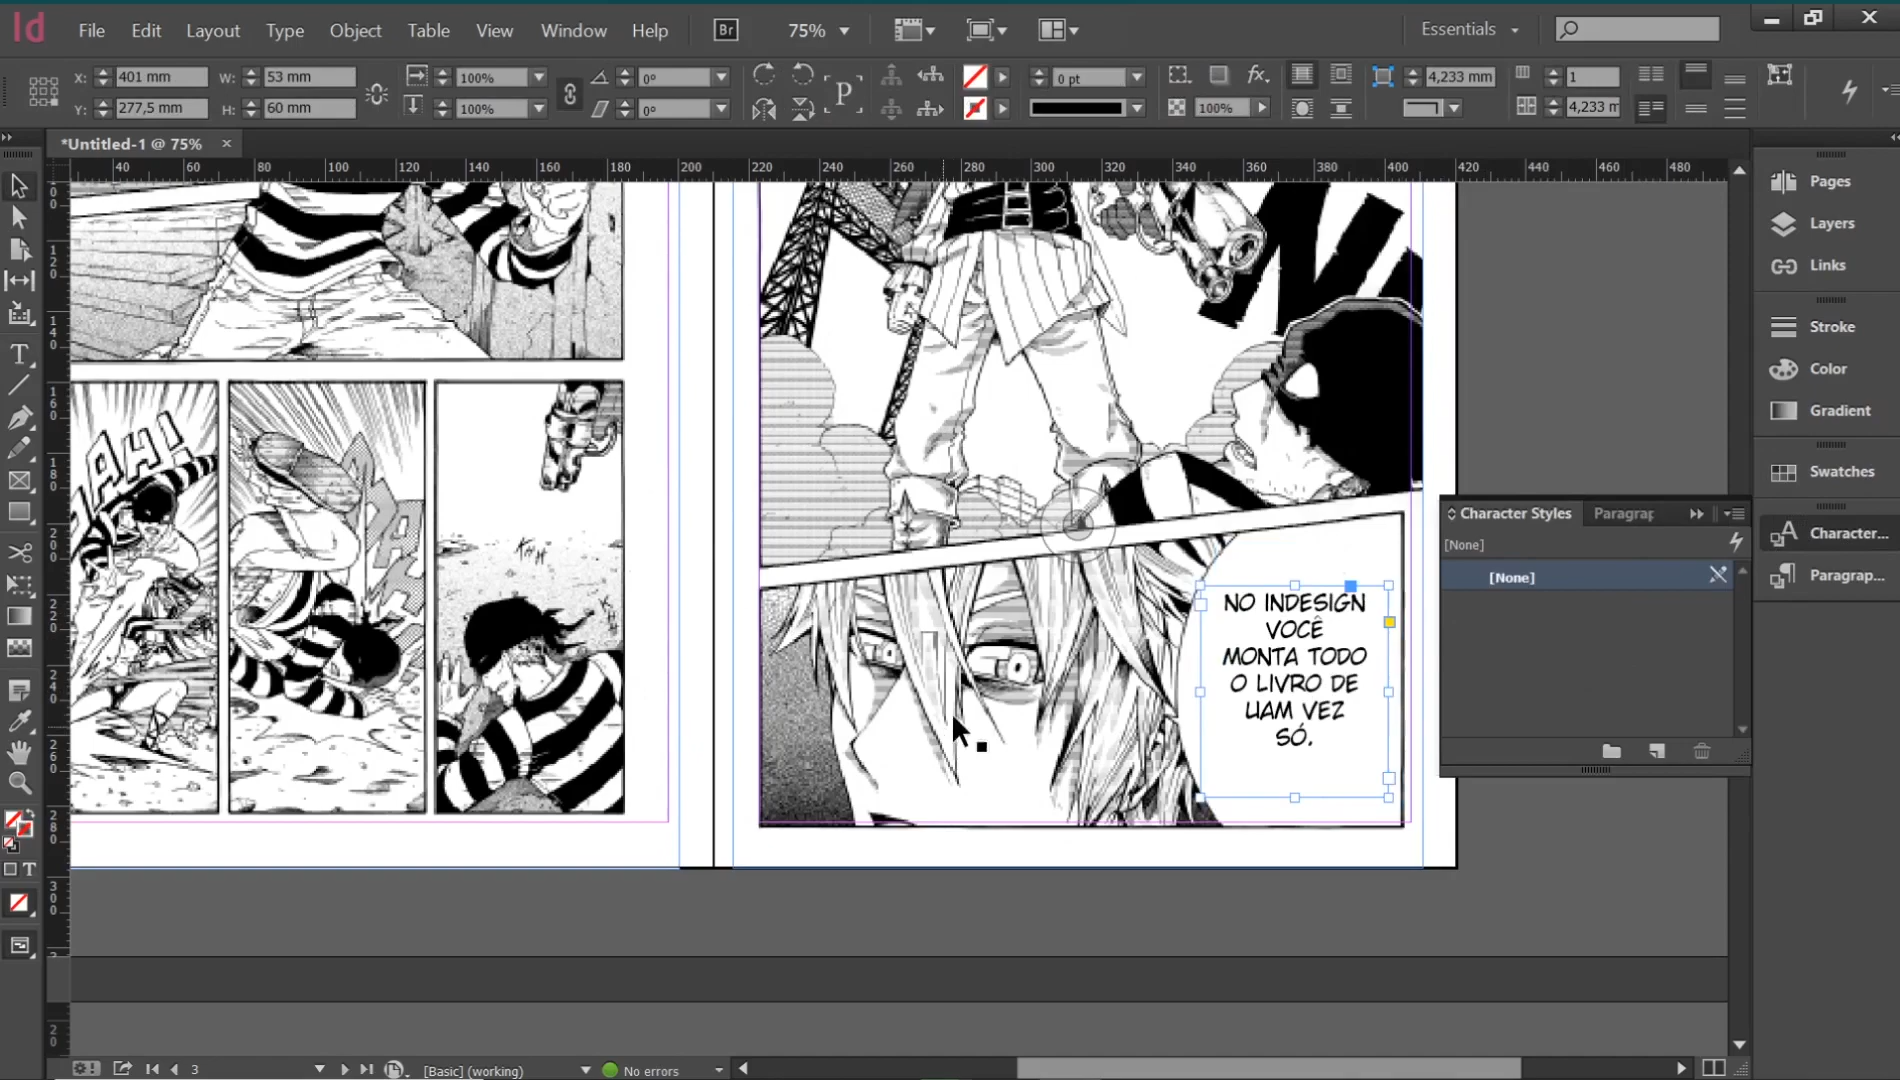 Id File Edit Layout Type Object Table View Window Help Br 75% Essentials
X: 401 mm W: 53 mm 100% 0° P fx. 0 pt 4,233 mm 1
Y: 277,5 mm H: 60 mm 100% 0° 100% 4,233 m
*Untitled-1 @ 75% ×
40 60 80 100 120 140 160 180 200 220 240 260 280 300 320 340 360 380 400 420 440 460 480
Pages
Layers
Links
Stroke
Color
Gradient
Swatches
Character...
Paragrap...
Character Styles Paragrap
[None]
[None]
NO INDESIGN
VOCÊ
MONTA TODO
O LIVRO DE
UAM VEZ
SÓ.
3 [Basic] (working) No errors